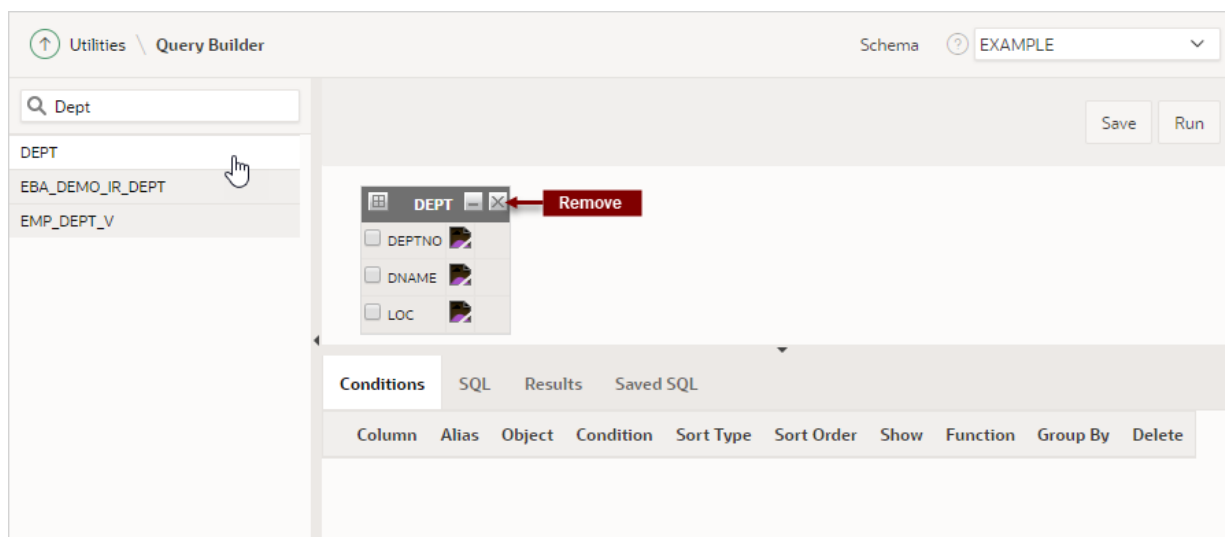 Utilities \ Query Builder Schema ? EXAMPLE
Dept
Save Run
DEPT
EBA_DEMO_IR_DEPT
EMP_DEPT_V
DEPT Remove
DEPTNO
DNAME
LOC
Conditions SQL Results Saved SQL
Column Alias Object Condition Sort Type Sort Order Show Function Group By Delete